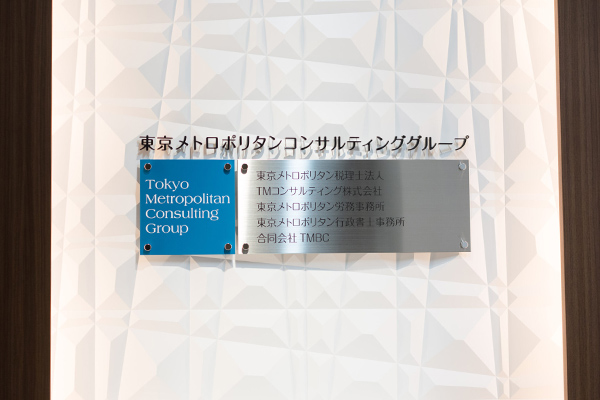 東京メトロポリタンコンサルティンググループ
Tokyo
Metropolitan
Consulting
Group
東京メトロポリタン税理士法人
TMコンサルティング株式会社
東京メトロポリタン労務事務所
東京メトロポリタン行政書士事務所
合同会社 TMBC